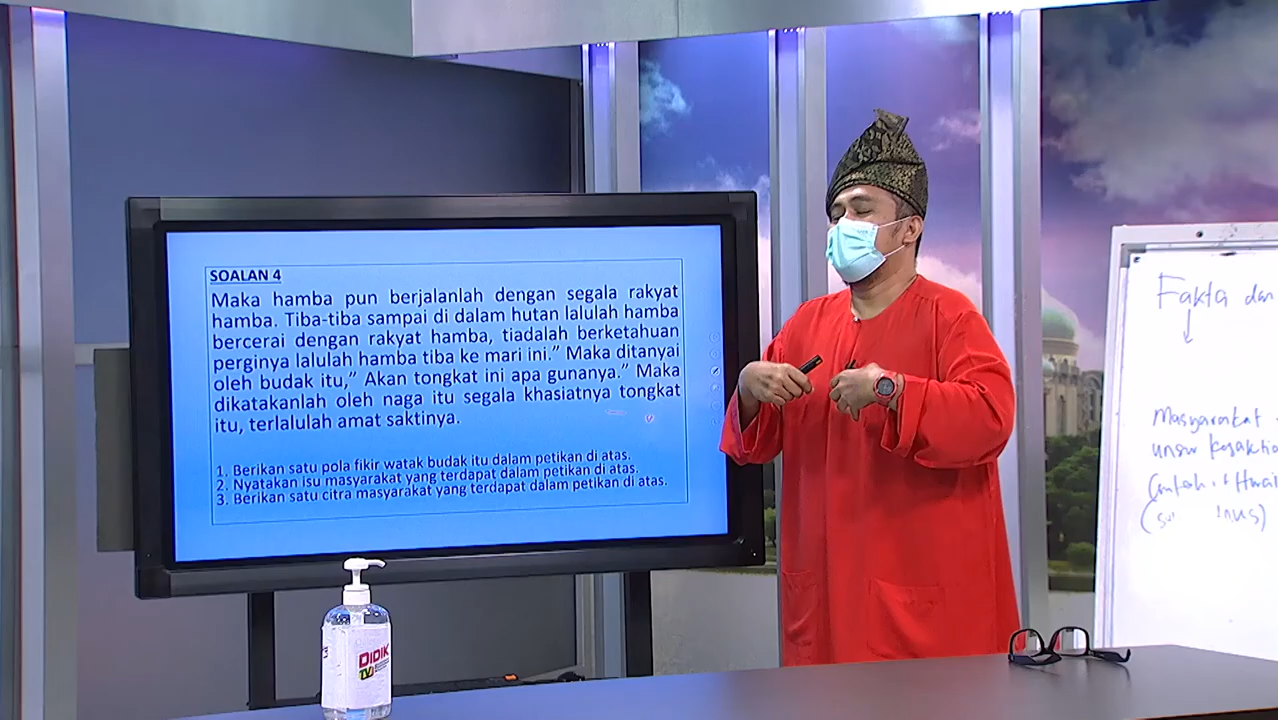 SOALAN 4
Maka hamba pun berjalanlah dengan segala rakyat
hamba. Tiba-tiba sampai di dalam hutan lalulah hamba
bercerai dengan rakyat hamba, tiadalah berketahuan
perginya lalulah hamba tiba ke mari ini.” Maka ditanyai
oleh budak itu,” Akan tongkat ini apa gunanya.” Maka
dikatakanlah oleh naga itu segala khasiatnya tongkat
itu, terlalulah amat saktinya.
1. Berikan satu pola fikir watak budak itu dalam petikan di atas.
2. Nyatakan isu masyarakat yang terdapat dalam petikan di atas.
3. Berikan satu citra masyarakat yang terdapat dalam petikan di atas.
Fakta dan
Masyarakat
unsur
DIDIK
TV